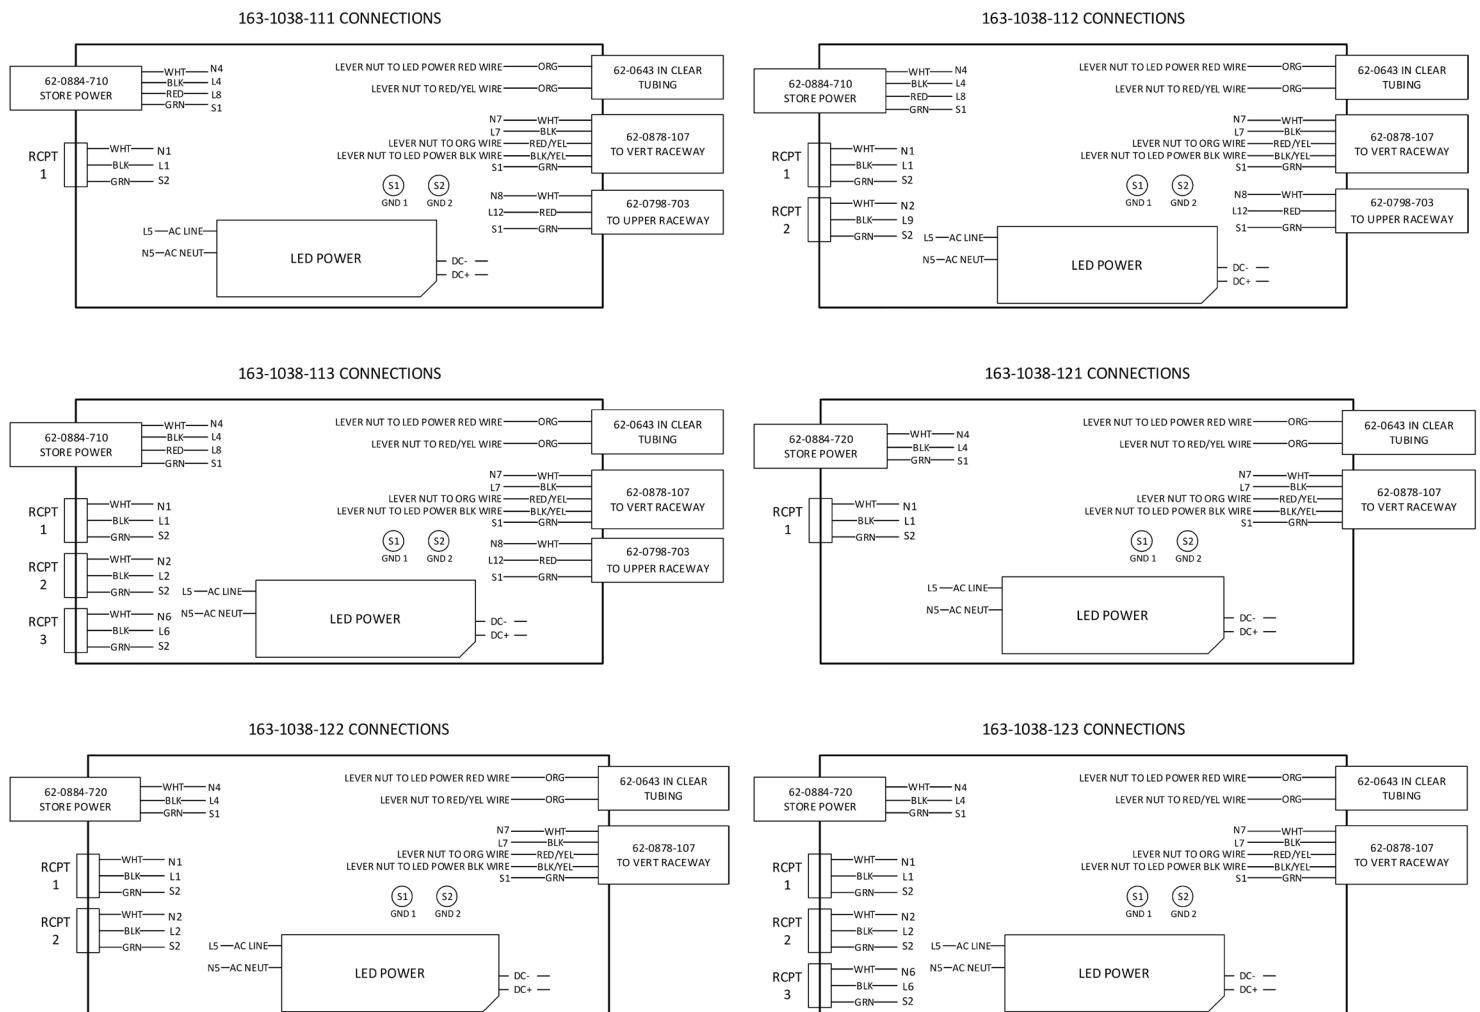 163-1038-111 CONNECTIONS
62-0884-710
STORE POWER
WHT N4
BLK L4
RED L8
GRN S1
RCPT
1
WHT N1
BLK L1
GRN S2
LEVER NUT TO LED POWER RED WIRE ORG
LEVER NUT TO RED/YEL WIRE ORG
62-0643 IN CLEAR
TUBING
N7 WHT
L7 BLK
LEVER NUT TO ORG WIRE RED/YEL
LEVER NUT TO LED POWER BLK WIRE BLK/YEL
S1 GRN
62-0878-107
TO VERT RACEWAY
S1
GND 1
S2
GND 2
N8 WHT
L12 RED
S1 GRN
62-0798-703
TO UPPER RACEWAY
L5 AC LINE
N5 AC NEUT
LED POWER
DC-
DC+
163-1038-112 CONNECTIONS
62-0884-710
STORE POWER
WHT N4
BLK L4
RED L8
GRN S1
RCPT
1
WHT N1
BLK L1
GRN S2
RCPT
2
WHT N2
BLK L9
GRN S2
LEVER NUT TO LED POWER RED WIRE ORG
LEVER NUT TO RED/YEL WIRE ORG
62-0643 IN CLEAR
TUBING
N7 WHT
L7 BLK
LEVER NUT TO ORG WIRE RED/YEL
LEVER NUT TO LED POWER BLK WIRE BLK/YEL
S1 GRN
62-0878-107
TO VERT RACEWAY
S1
GND 1
S2
GND 2
N8 WHT
L12 RED
S1 GRN
62-0798-703
TO UPPER RACEWAY
L5 AC LINE
N5 AC NEUT
LED POWER
DC-
DC+
163-1038-113 CONNECTIONS
62-0884-710
STORE POWER
WHT N4
BLK L4
RED L8
GRN S1
RCPT
1
WHT N1
BLK L1
GRN S2
RCPT
2
WHT N2
BLK L2
GRN S2
RCPT
3
WHT N6
BLK L6
GRN S2
LEVER NUT TO LED POWER RED WIRE ORG
LEVER NUT TO RED/YEL WIRE ORG
62-0643 IN CLEAR
TUBING
N7 WHT
L7 BLK
LEVER NUT TO ORG WIRE RED/YEL
LEVER NUT TO LED POWER BLK WIRE BLK/YEL
S1 GRN
62-0878-107
TO VERT RACEWAY
S1
GND 1
S2
GND 2
N8 WHT
L12 RED
S1 GRN
62-0798-703
TO UPPER RACEWAY
L5 AC LINE
N5 AC NEUT
LED POWER
DC-
DC+
163-1038-121 CONNECTIONS
62-0884-720
STORE POWER
WHT N4
BLK L4
GRN S1
RCPT
1
WHT N1
BLK L1
GRN S2
LEVER NUT TO LED POWER RED WIRE ORG
LEVER NUT TO RED/YEL WIRE ORG
62-0643 IN CLEAR
TUBING
N7 WHT
L7 BLK
LEVER NUT TO ORG WIRE RED/YEL
LEVER NUT TO LED POWER BLK WIRE BLK/YEL
S1 GRN
62-0878-107
TO VERT RACEWAY
S1
GND 1
S2
GND 2
L5 AC LINE
N5 AC NEUT
LED POWER
DC-
DC+
163-1038-122 CONNECTIONS
62-0884-720
STORE POWER
WHT N4
BLK L4
GRN S1
RCPT
1
WHT N1
BLK L1
GRN S2
RCPT
2
WHT N2
BLK L2
GRN S2
LEVER NUT TO LED POWER RED WIRE ORG
LEVER NUT TO RED/YEL WIRE ORG
62-0643 IN CLEAR
TUBING
N7 WHT
L7 BLK
LEVER NUT TO ORG WIRE RED/YEL
LEVER NUT TO LED POWER BLK WIRE BLK/YEL
S1 GRN
62-0878-107
TO VERT RACEWAY
S1
GND 1
S2
GND 2
L5 AC LINE
N5 AC NEUT
LED POWER
DC-
DC+
163-1038-123 CONNECTIONS
62-0884-720
STORE POWER
WHT N4
BLK L4
GRN S1
RCPT
1
WHT N1
BLK L1
GRN S2
RCPT
2
WHT N2
BLK L2
GRN S2
RCPT
3
WHT N6
BLK L6
GRN S2
LEVER NUT TO LED POWER RED WIRE ORG
LEVER NUT TO RED/YEL WIRE ORG
62-0643 IN CLEAR
TUBING
N7 WHT
L7 BLK
LEVER NUT TO ORG WIRE RED/YEL
LEVER NUT TO LED POWER BLK WIRE BLK/YEL
S1 GRN
62-0878-107
TO VERT RACEWAY
S1
GND 1
S2
GND 2
L5 AC LINE
N5 AC NEUT
LED POWER
DC-
DC+